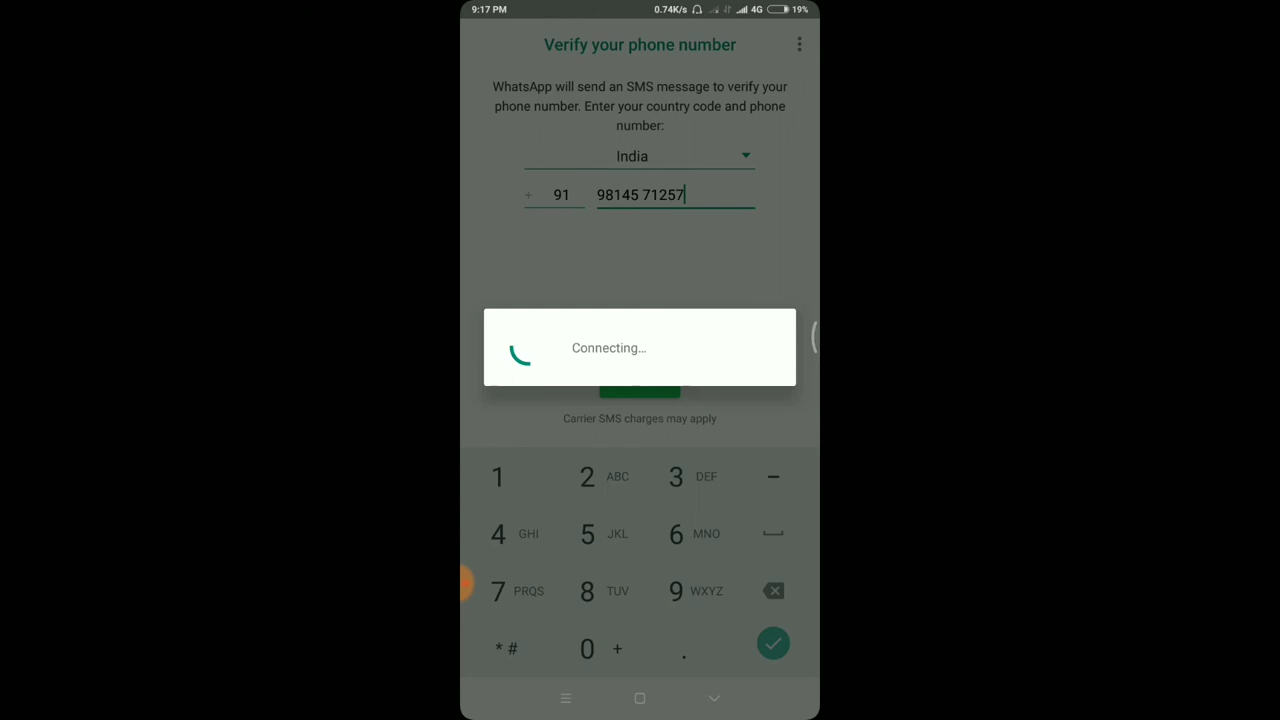 9:17 PM 0.74K/s 4G 19%
Verify your phone number
WhatsApp will send an SMS message to verify your
phone number. Enter your country code and phone
number:
India
+ 91 98145 71257
Connecting...
Carrier SMS charges may apply
1 2 ABC 3 DEF -
4 GHI 5 JKL 6 MNO
7 PRQS 8 TUV 9 WXYZ
* # 0 + .